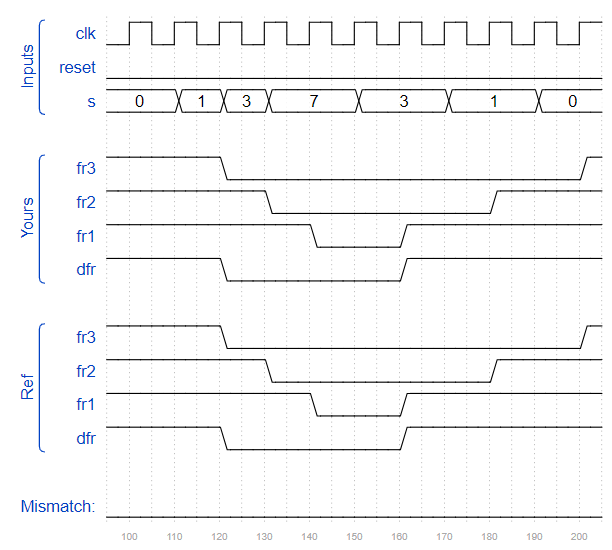 Inputs
clk
reset
s 0 1 3 7 3 1 0
Yours
fr3
fr2
fr1
dfr
Ref
fr3
fr2
fr1
dfr
Mismatch:
100 110 120 130 140 150 160 170 180 190 200